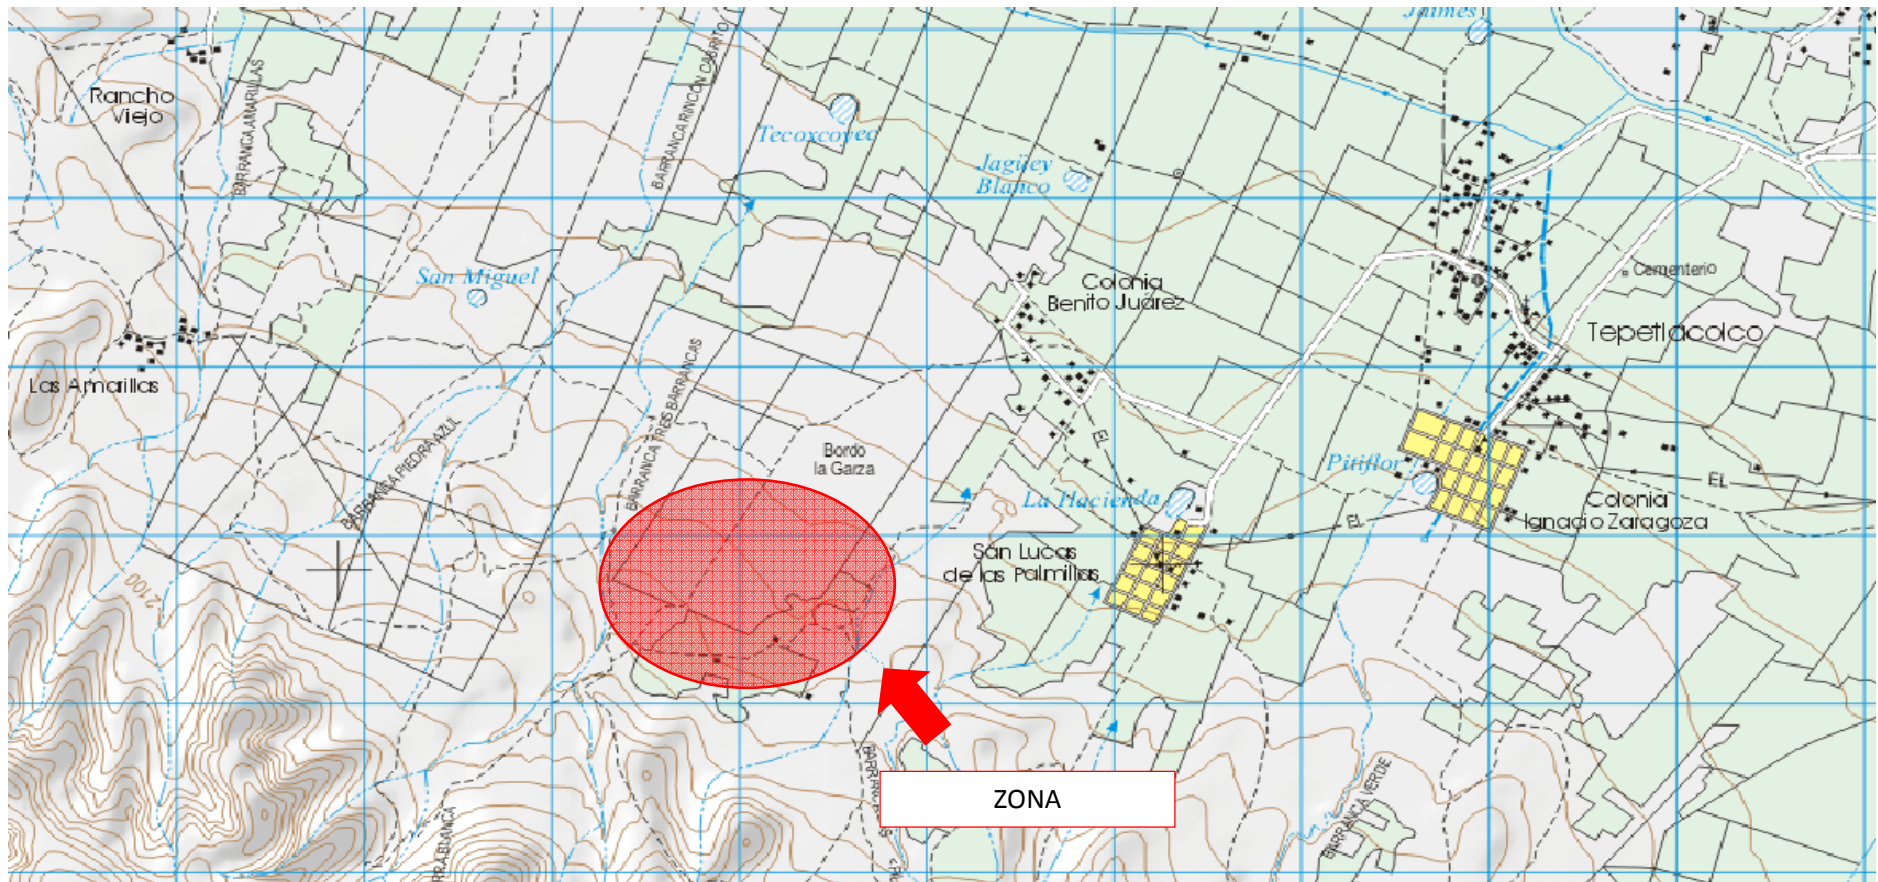 Jaimes
Rancho
Viejo
BARRANCA AMARILLAS
BARRANCA RINCON CARITO
Tecoxcoyec
Jagüey
Blanco
Cementerio
San Miguel
Colonia
Benito Juárez
Tepetlacolco
Las Amarillas
BARRANCA TRES BARRANCAS
BARRANCA PIEDRA AZUL
Bordo
la Garza
EL
Pitiflor
La Hacienda
EL
EL
Colonia
Ignacio Zaragoza
San Lucas
de las Palmillas
2100
ZONA
BARRANCA VERDE